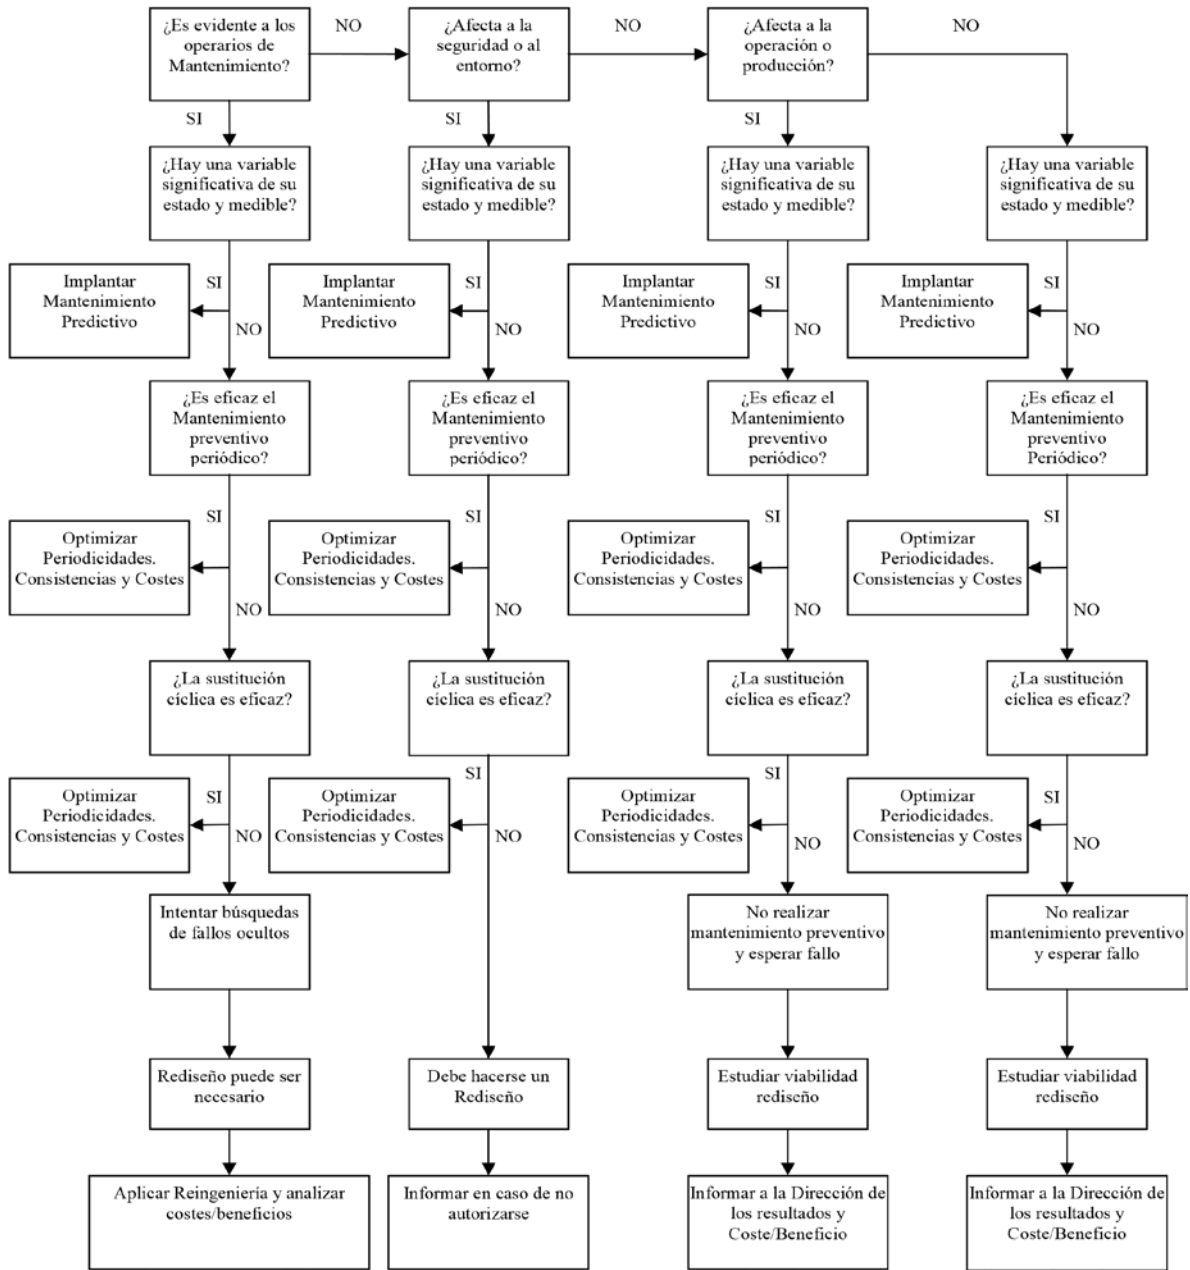 ¿Es evidente a los
operarios de
Mantenimiento?
NO
¿Afecta a la
seguridad o al
entorno?
NO
¿Afecta a la
operación o
producción?
NO
SI
SI
SI
¿Hay una variable
significativa de su
estado y medible?
¿Hay una variable
significativa de su
estado y medible?
¿Hay una variable
significativa de su
estado y medible?
¿Hay una variable
significativa de su
estado y medible?
Implantar
Mantenimiento
Predictivo
SI
NO
Implantar
Mantenimiento
Predictivo
SI
NO
Implantar
Mantenimiento
Predictivo
SI
NO
Implantar
Mantenimiento
Predictivo
SI
NO
¿Es eficaz el
Mantenimiento
preventivo
periódico?
¿Es eficaz el
Mantenimiento
preventivo
periódico?
¿Es eficaz el
Mantenimiento
preventivo
periódico?
¿Es eficaz el
Mantenimiento
preventivo
Periódico?
Optimizar
Periodicidades.
Consistencias y Costes
SI
NO
Optimizar
Periodicidades.
Consistencias y Costes
SI
NO
Optimizar
Periodicidades.
Consistencias y Costes
SI
NO
Optimizar
Periodicidades.
Consistencias y Costes
SI
NO
¿La sustitución
cíclica es eficaz?
¿La sustitución
cíclica es eficaz?
¿La sustitución
cíclica es eficaz?
¿La sustitución
cíclica es eficaz?
Optimizar
Periodicidades.
Consistencias y Costes
SI
NO
Optimizar
Periodicidades.
Consistencias y Costes
SI
NO
Optimizar
Periodicidades.
Consistencias y Costes
SI
NO
Optimizar
Periodicidades.
Consistencias y Costes
SI
NO
Intentar búsquedas
de fallos ocultos
No realizar
mantenimiento preventivo
y esperar fallo
No realizar
mantenimiento preventivo
y esperar fallo
Rediseño puede ser
necesario
Debe hacerse un
Rediseño
Estudiar viabilidad
rediseño
Estudiar viabilidad
rediseño
Aplicar Reingeniería y analizar
costes/beneficios
Informar en caso de no
autorizarse
Informar a la Dirección de
los resultados y
Coste/Beneficio
Informar a la Dirección de
los resultados y
Coste/Beneficio